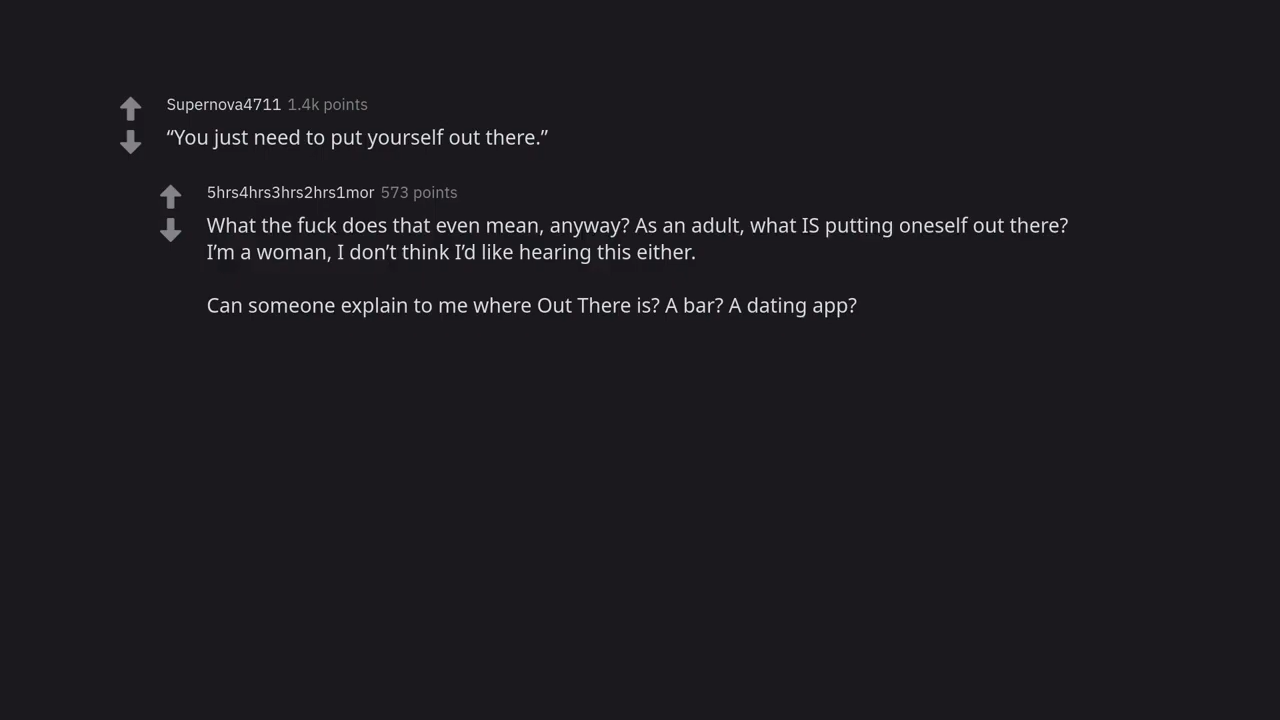 Supernova4711 1.4k points
“You just need to put yourself out there.”
5hrs4hrs3hrs2hrs1mor 573 points
What the fuck does that even mean, anyway? As an adult, what IS putting oneself out there?
I’m a woman, I don’t think I’d like hearing this either.
Can someone explain to me where Out There is? A bar? A dating app?